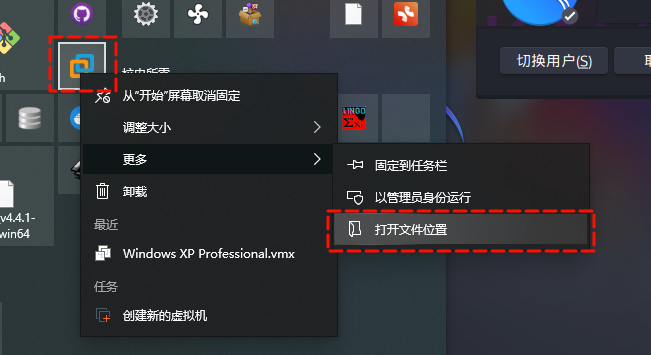 切换用户(S)
h
从"开始"屏幕取消固定
调整大小
LINGO
更多
固定到任务栏
卸载
以管理员身份运行
v4.4.1-
win64
最近
打开文件位置
Windows XP Professional.vmx
任务
创建新的虚拟机